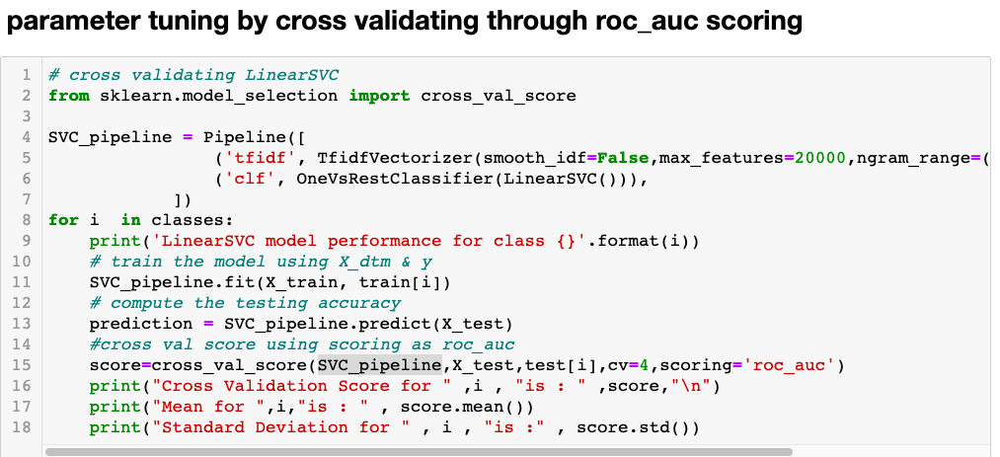 parameter tuning by cross validating through roc_auc scoring
1 # cross validating LinearSVC
2 from sklearn.model_selection import cross_val_score
3
4 SVC_pipeline = Pipeline([
5                 ('tfidf', TfidfVectorizer(smooth_idf=False,max_features=20000,ngram_range=(
6                 ('clf', OneVsRestClassifier(LinearSVC())),
7             ])
8 for i  in classes:
9     print('LinearSVC model performance for class {}'.format(i))
10     # train the model using X_dtm & y
11     SVC_pipeline.fit(X_train, train[i])
12     # compute the testing accuracy
13     prediction = SVC_pipeline.predict(X_test)
14     #cross val score using scoring as roc_auc
15     score=cross_val_score(SVC_pipeline,X_test,test[i],cv=4,scoring='roc_auc')
16     print("Cross Validation Score for " ,i , "is : " ,score,"\n")
17     print("Mean for ",i,"is : " , score.mean())
18     print("Standard Deviation for " , i , "is :" , score.std())